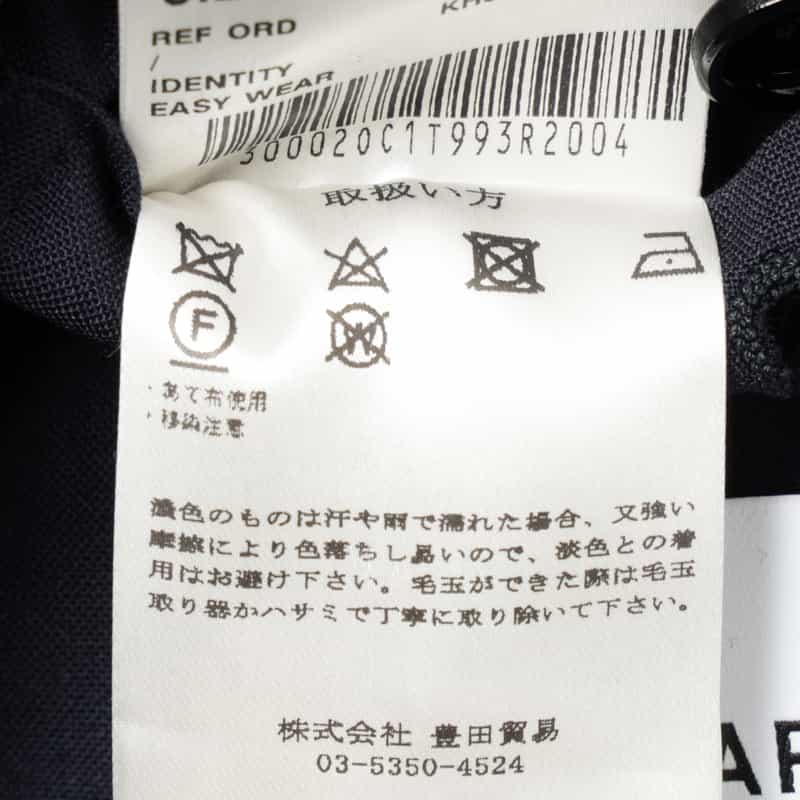 REF ORD
/
IDENTITY
EASY WEAR
300020C1T993R2004
取扱い方
F
W
・あて布使用
・移染注意
濃色のものは汗や雨で濡れた場合、又強い
摩擦により色落ちし易いので、淡色との着
用はお避け下さい。毛玉ができた際は毛玉
取り器かハサミで丁寧に取り除いて下さい。
株式会社 豊田貿易
03-5350-4524
AR